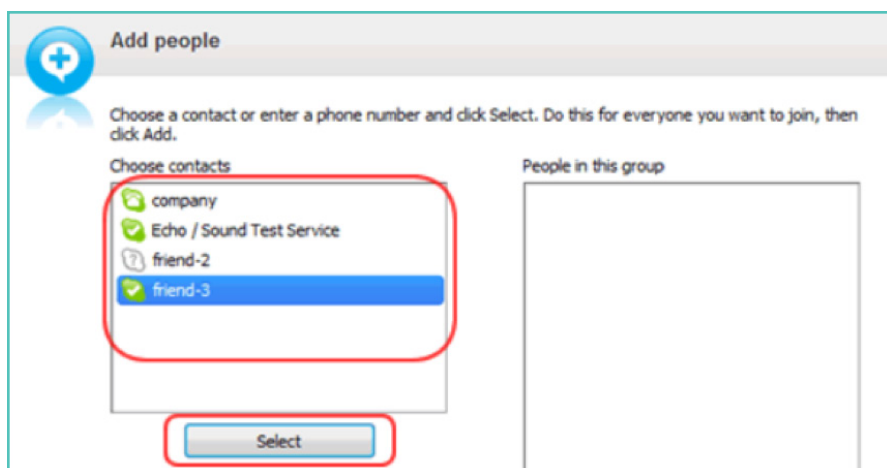 Add people
Choose a contact or enter a phone number and click Select. Do this for everyone you want to join, then
click Add.
Choose contacts
People in this group
company
Echo / Sound Test Service
friend-2
friend-3
Select